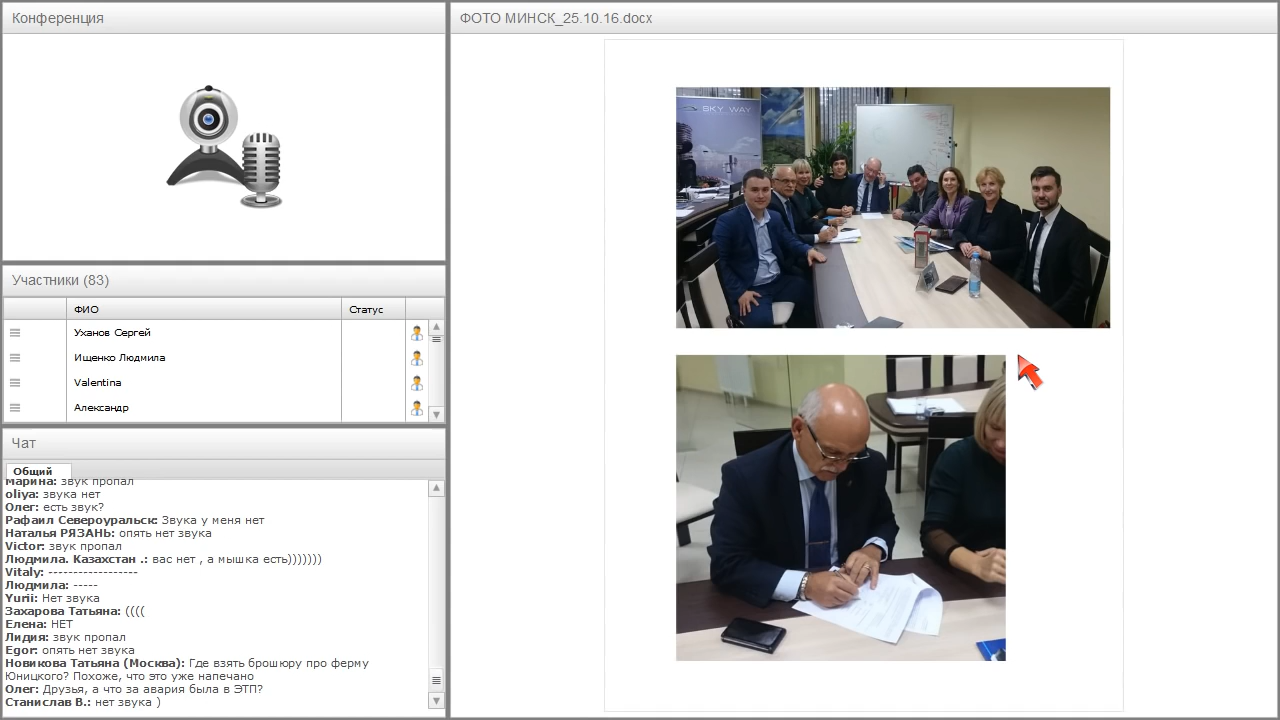 Конференция
Участники (83)
ФИО
Статус
Уханов Сергей
Ищенко Людмила
Valentina
Александр
Чат
Общий
Марина: звук пропал
oliya: звука нет
Олег: есть звук?
Рафаил Североуральск: Звука у меня нет
Наталья РЯЗАНЬ: опять нет звука
Victor: звук пропал
Людмила. Казахстан .: вас нет , а мышка есть)))))))
Vitaly: ------------------
Людмила: -----
Yurii: Нет звука
Захарова Татьяна: ((((
Елена: НЕТ
Лидия: звук пропал
Egor: опять нет звука
Новикова Татьяна (Москва): Где взять брошюру про ферму
Юницкого? Похоже, что это уже напечано
Олег: Друзья, а что за авария была в ЭТП?
Станислав В.: нет звука )
ФОТО МИНСК_25.10.16.docx
SKY WAY